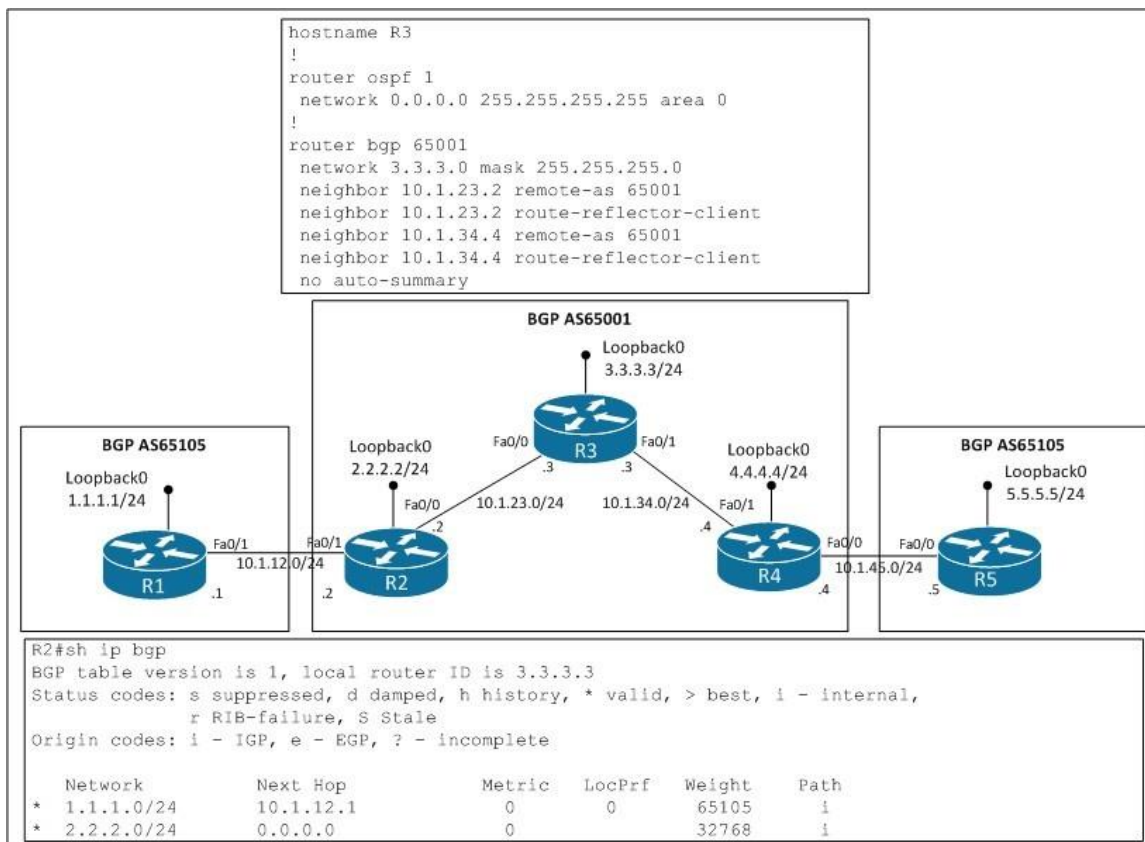 hostname R3
!
router ospf 1
network 0.0.0.0 255.255.255.255 area 0
!
router bgp 65001
network 3.3.3.0 mask 255.255.255.0
neighbor 10.1.23.2 remote-as 65001
neighbor 10.1.23.2 route-reflector-client
neighbor 10.1.34.4 remote-as 65001
neighbor 10.1.34.4 route-reflector-client
no auto-summary
BGP AS65001
Loopback0
3.3.3.3/24
R3
Fa0/0
.3
Fa0/1
.3
BGP AS65105
Loopback0
1.1.1.1/24
R1
Fa0/1
.1
10.1.12.0/24
Loopback0
2.2.2.2/24
Fa0/0
.2
Fa0/1
.2
R2
10.1.23.0/24
10.1.34.0/24
Loopback0
4.4.4.4/24
Fa0/1
.4
R4
Fa0/0
.4
10.1.45.0/24
BGP AS65105
Loopback0
5.5.5.5/24
Fa0/0
.5
R5
R2#sh ip bgp
BGP table version is 1, local router ID is 3.3.3.3
Status codes: s suppressed, d damped, h history, * valid, > best, i - internal,
r RIB-failure, S Stale
Origin codes: i - IGP, e - EGP, ? - incomplete
Network Next Hop Metric LocPrf Weight Path
* 1.1.1.0/24 10.1.12.1 0 0 65105 i
* 2.2.2.0/24 0.0.0.0 0 32768 i